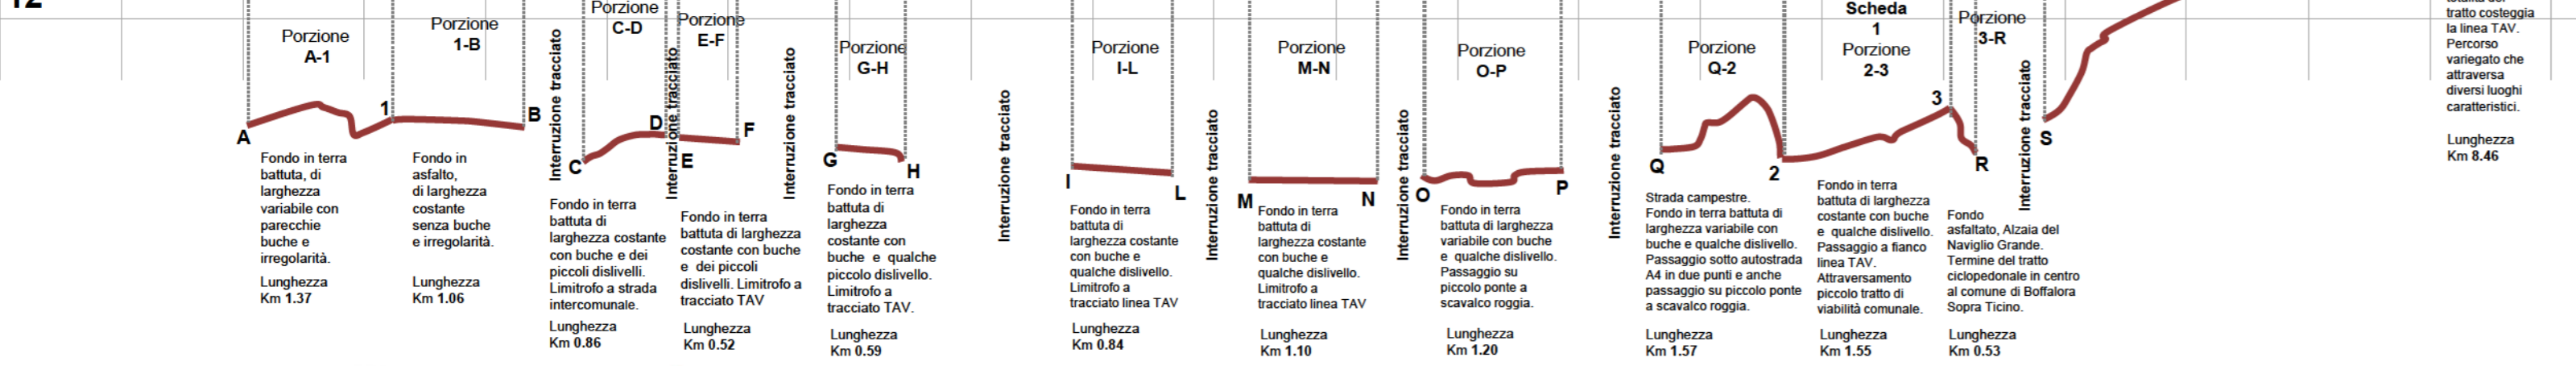 12
Porzione
A-1
Porzione
1-B
Porzione
C-D
Porzione
E-F
Porzione
G-H
Porzione
I-L
Porzione
M-N
Porzione
O-P
Porzione
Q-2
Scheda
1
Porzione
2-3
Porzione
3-R
A
1
B
Interruzione tracciato
C
D
Interruzione tracciato
E
F
Interruzione tracciato
G
H
Interruzione tracciato
I
L
Interruzione tracciato
M
N
Interruzione tracciato
O
P
Interruzione tracciato
Q
2
3
R
Interruzione tracciato
S
Fondo in terra
battuta, di
larghezza
variabile con
parecchie
buche e
irregolarità.
Lunghezza
Km 1.37
Fondo in
asfalto,
di larghezza
costante
senza buche
e irregolarità.
Lunghezza
Km 1.06
Fondo in terra
battuta di
larghezza costante
con buche e dei
piccoli dislivelli.
Limitrofo a strada
intercomunale.
Lunghezza
Km 0.86
Fondo in terra
battuta di larghezza
costante con buche
e dei piccoli
dislivelli. Limitrofo a
tracciato TAV
Lunghezza
Km 0.52
Fondo in terra
battuta di
larghezza
costante con
buche e qualche
piccolo dislivello.
Limitrofo a
tracciato TAV.
Lunghezza
Km 0.59
Fondo in terra
battuta di
larghezza costante
con buche e
qualche dislivello.
Limitrofo a
tracciato linea TAV
Lunghezza
Km 0.84
Fondo in terra
battuta di
larghezza costante
con buche e
qualche dislivello.
Limitrofo a
tracciato linea TAV
Lunghezza
Km 1.10
Fondo in terra
battuta di larghezza
variabile con buche
e qualche dislivello.
Passaggio su
piccolo ponte a
scavalco roggia.
Lunghezza
Km 1.20
Strada campestre.
Fondo in terra battuta di
larghezza variabile con
buche e qualche dislivello.
Passaggio sotto autostrada
A4 in due punti e anche
passaggio su piccolo ponte
a scavalco roggia.
Lunghezza
Km 1.57
Fondo in terra
battuta di larghezza
costante con buche
e qualche dislivello.
Passaggio a fianco
linea TAV.
Attraversamento
piccolo tratto di
viabilità comunale.
Lunghezza
Km 1.55
Fondo
asfaltato, Alzaia del
Naviglio Grande.
Termine del tratto
ciclopedonale in centro
al comune di Boffalora
Sopra Ticino.
Lunghezza
Km 0.53
tratto costeggia
la linea TAV.
Percorso
variegato che
attraversa
diversi luoghi
caratteristici.
Lunghezza
Km 8.46